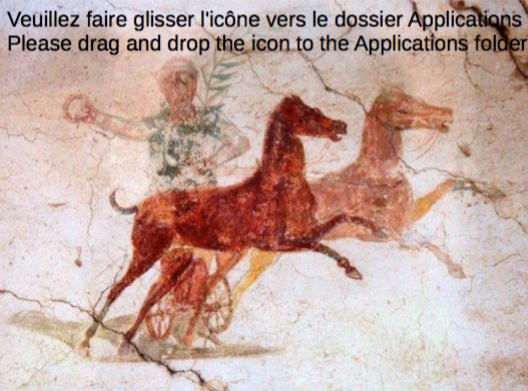 Veuillez faire glisser l'icône vers le dossier Applications
Please drag and drop the icon to the Applications folder